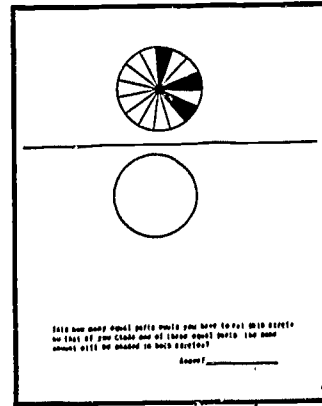 Into how many equal parts would you have to cut this circle
so that if you shade one of these equal parts the same
amount will be shaded in both circles?
Answer